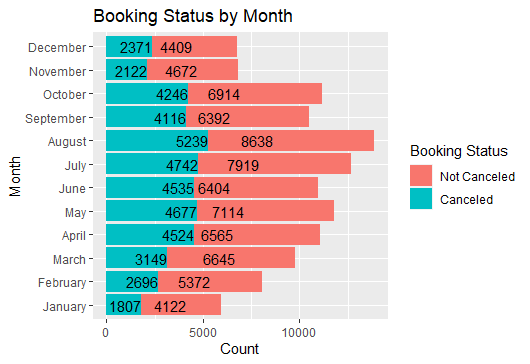 Booking Status by Month
December 2371 4409
November 2122 4672
October 4246 6914
September 4116 6392
August 5239 8638
July 4742 7919
June 4535 6404
May 4677 7114
April 4524 6565
March 3149 6645
February 2696 5372
January 1807 4122
0 5000 10000
Count
Month
Booking Status
Not Canceled
Canceled